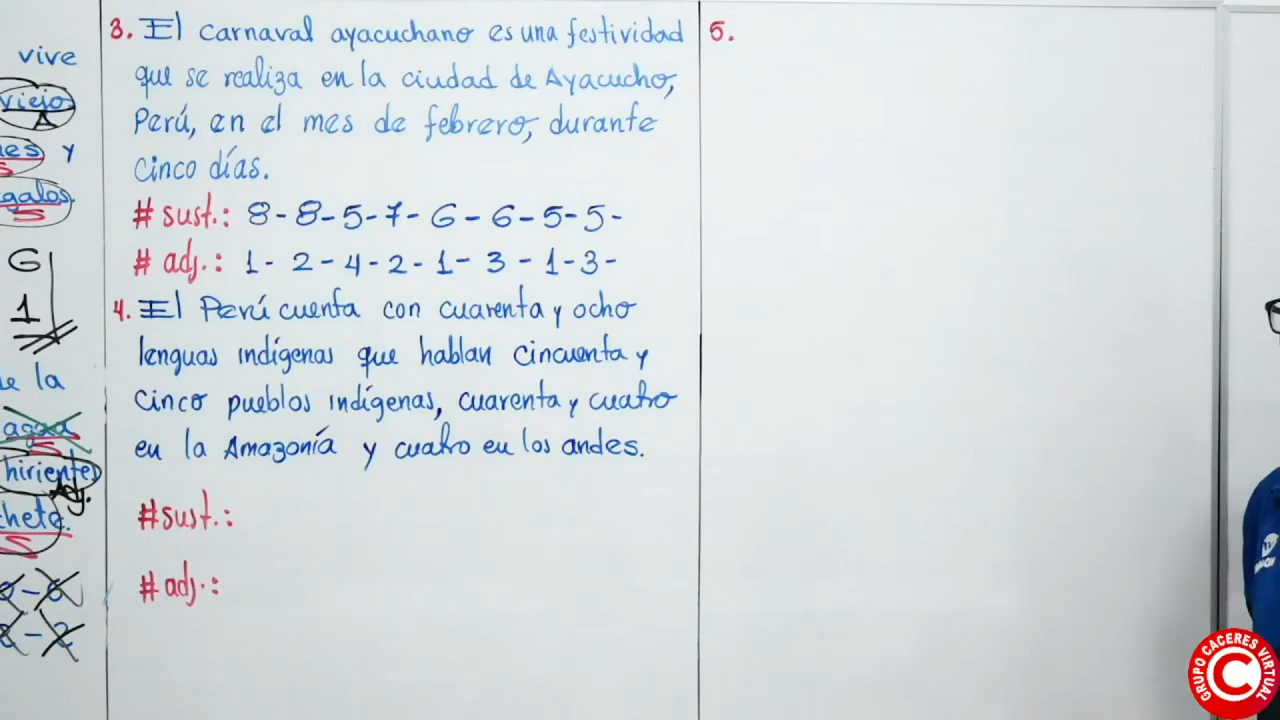 vive
viejo
A
es y
S
galos.
S
G
1
e la
agua
S
hiriente
Adj.
hete.
S
3. El carnaval ayacuchano es una festividad
que se realiza en la ciudad de Ayacucho,
Perú, en el mes de febrero, durante
cinco días.
# sust.: 8 - 8 - 5 - 7 - 6 - 6 - 5 - 5 -
# adj.: 1 - 2 - 4 - 2 - 1 - 3 - 1 - 3 -
4. El Perú cuenta con cuarenta y ocho
lenguas indígenas que hablan cincuenta y
cinco pueblos indígenas, cuarenta y cuatro
en la Amazonía y cuatro en los andes.
# sust.:
# adj.:
5.
GRUPO CACERES VIRTUAL
C